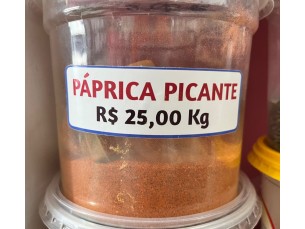 PÁPRICA PICANTE
R$ 25,00 Kg